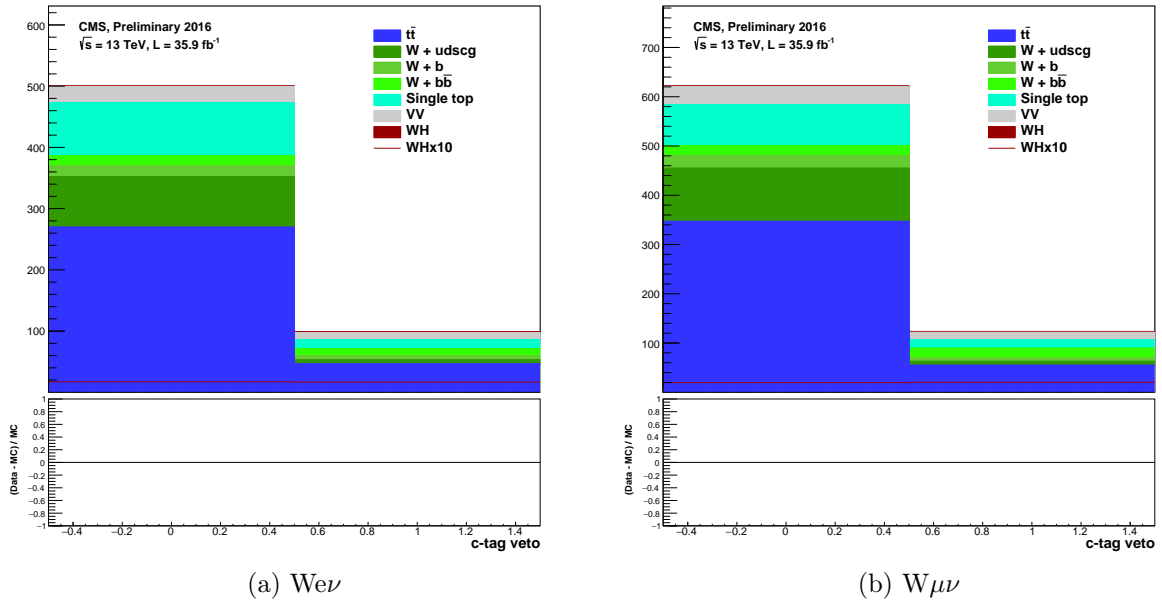 CMS, Preliminary 2016
√s = 13 TeV, L = 35.9 fb⁻¹
600
500
400
300
200
100
tt̄
W + udscg
W + b
W + bb̄
Single top
VV
WH
WHx10
(Data - MC) / MC
1
0.8
0.6
0.4
0.2
0
−0.2
−0.4
−0.6
−0.8
−1
−0.4 −0.2 0 0.2 0.4 0.6 0.8 1 1.2 1.4
c-tag veto
(a) Weν
CMS, Preliminary 2016
√s = 13 TeV, L = 35.9 fb⁻¹
700
600
500
400
300
200
100
tt̄
W + udscg
W + b
W + bb̄
Single top
VV
WH
WHx10
(Data - MC) / MC
1
0.8
0.6
0.4
0.2
0
−0.2
−0.4
−0.6
−0.8
−1
−0.4 −0.2 0 0.2 0.4 0.6 0.8 1 1.2 1.4
c-tag veto
(b) Wμν